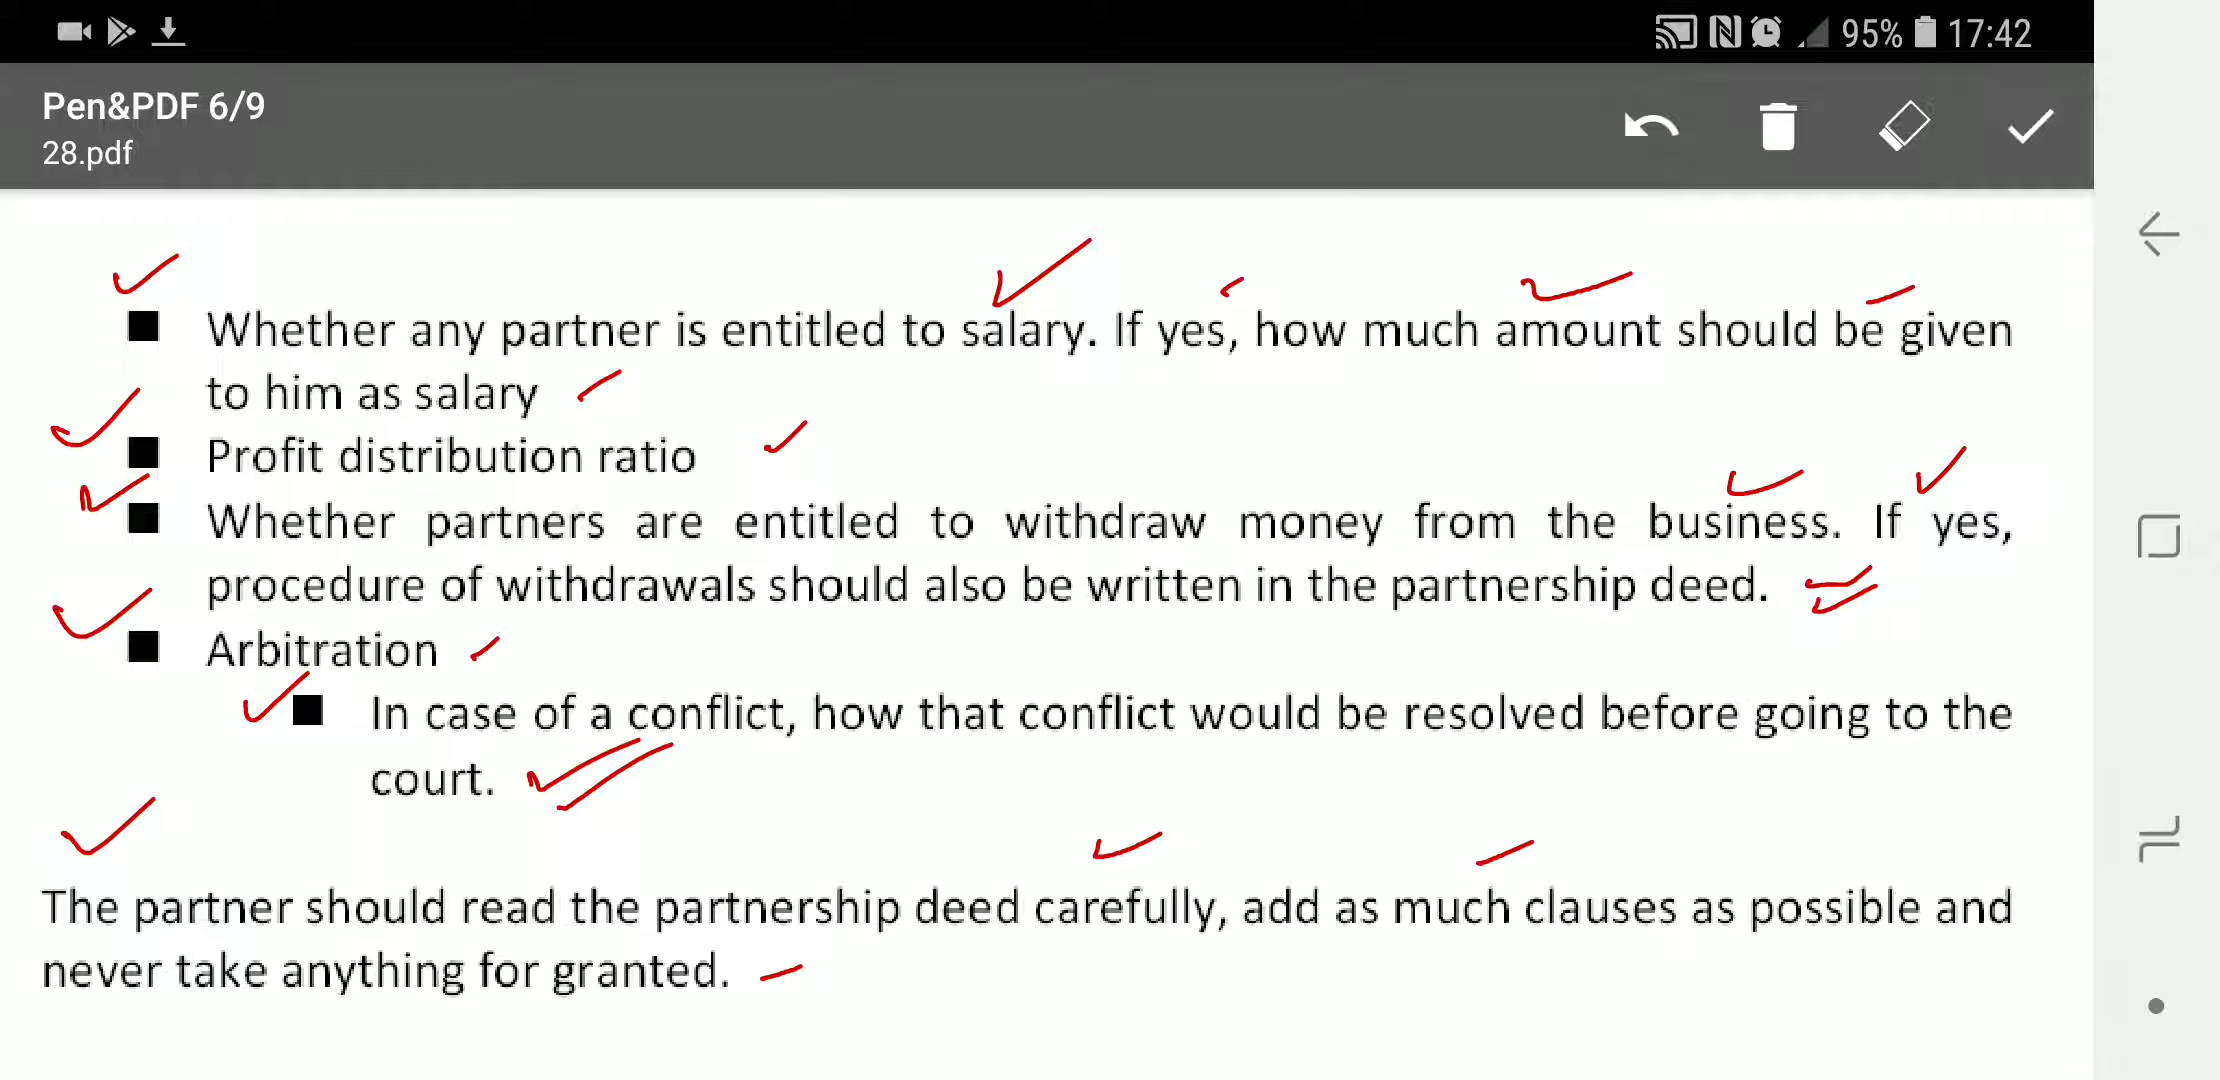 95% 17:42
Pen&PDF 6/9
28.pdf
■ Whether any partner is entitled to salary. If yes, how much amount should be given
to him as salary
■ Profit distribution ratio
■ Whether partners are entitled to withdraw money from the business. If yes,
procedure of withdrawals should also be written in the partnership deed.
■ Arbitration
■ In case of a conflict, how that conflict would be resolved before going to the
court.
The partner should read the partnership deed carefully, add as much clauses as possible and
never take anything for granted.